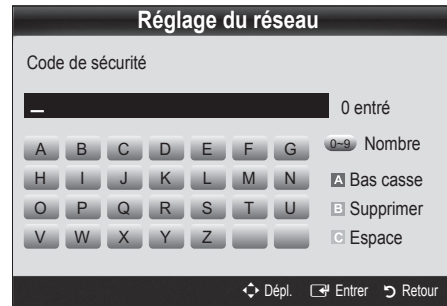 Réglage du réseau
Code de sécurité
_ 0 entré
A B C D E F G 0~9 Nombre
H I J K L M N A Bas casse
O P Q R S T U B Supprimer
V W X Y Z C Espace
Dépl. Entrer Retour